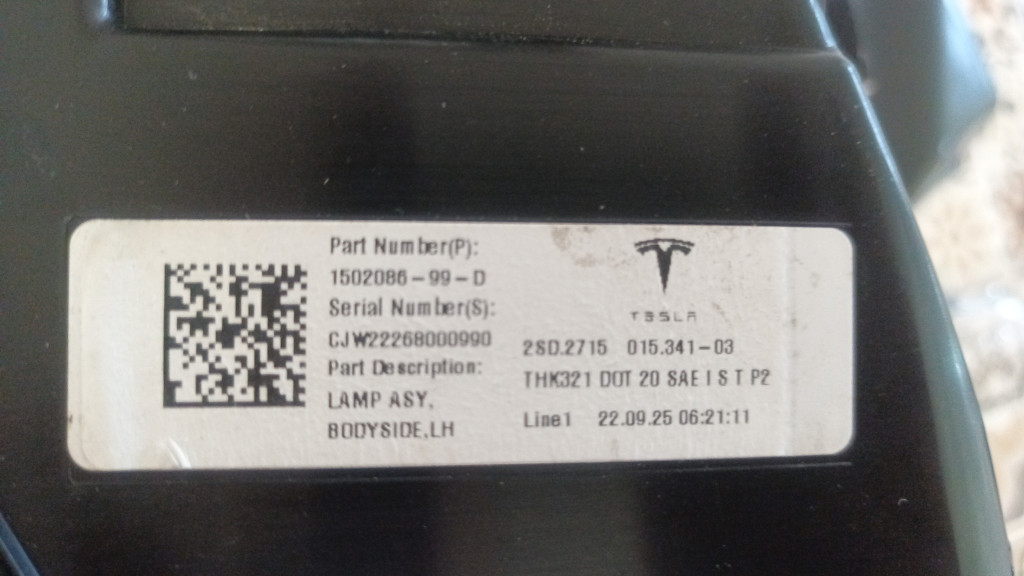 Part Number(P):
1502086-99-D
Serial Number(S):
CJW22268000990
Part Description:
LAMP ASY,
BODYSIDE,LH
TESLA
2SD.2715 015.341-03
THK321 DOT 20 SAE I S T P2
Line1 22.09.25 06:21:11